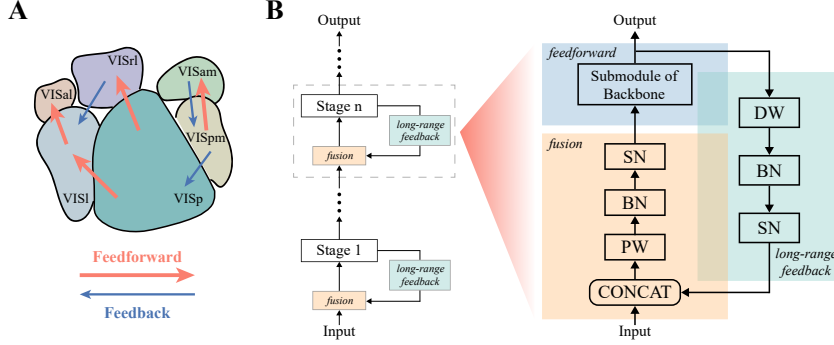 A
VISrl
VISam
VISal
VISpm
VISl
VISp
Feedforward
Feedback
B
Output
Stage n
long-range
feedback
fusion
Stage 1
long-range
feedback
fusion
Input
Output
feedforward
Submodule of
Backbone
DW
fusion
SN
BN
BN
SN
PW
long-range
feedback
CONCAT
Input